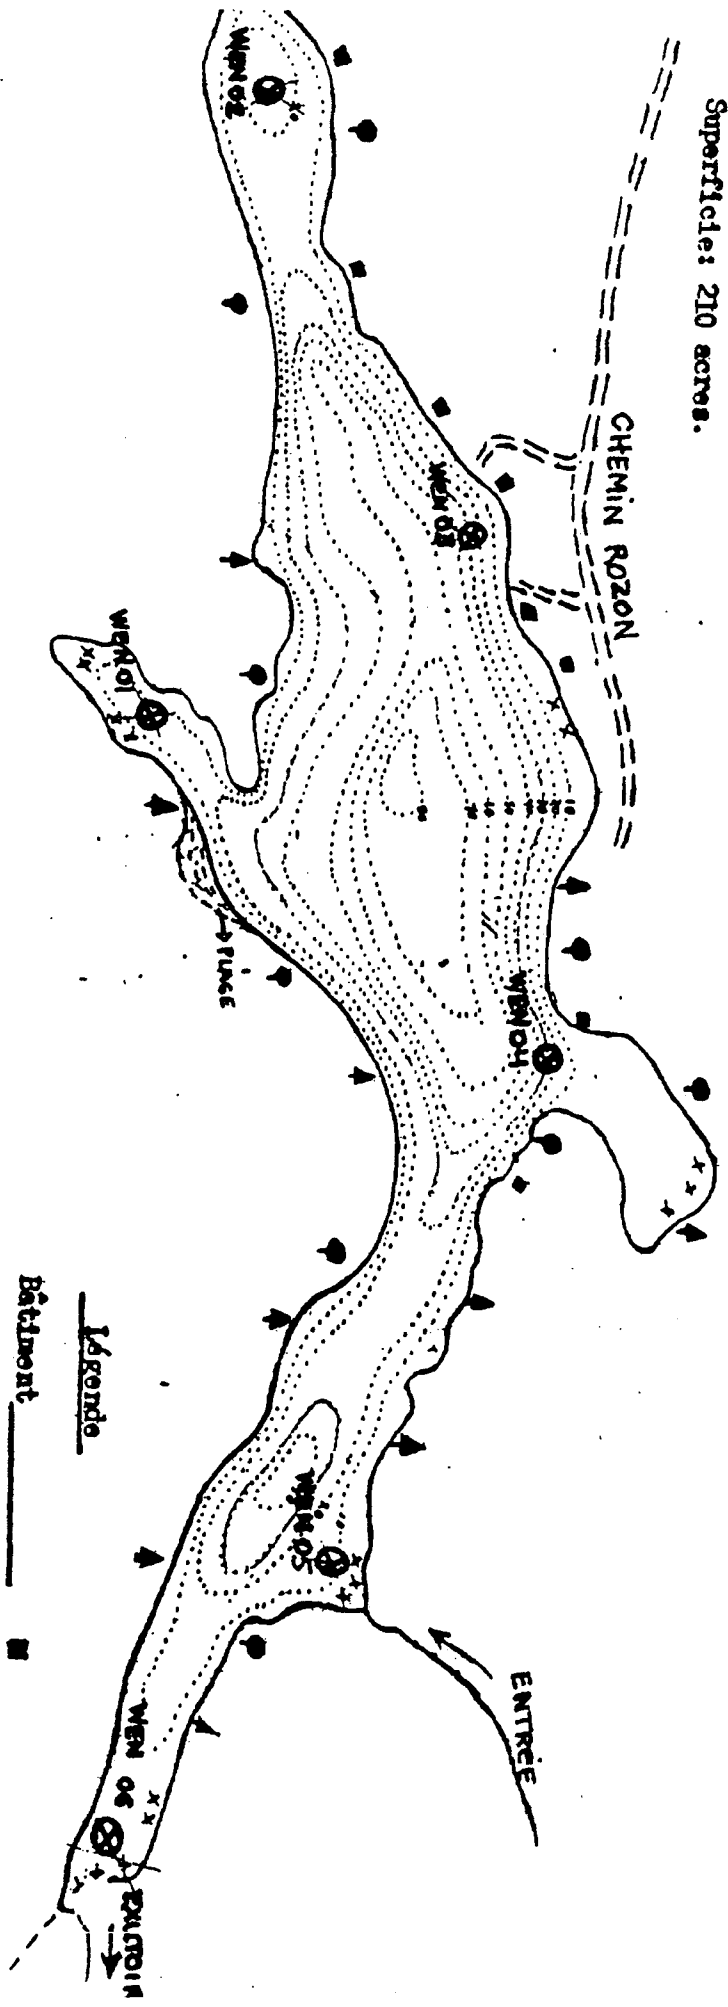 Superficie: 210 acres.
CHEMIN ROZON
WEN 02
WEN 03
WEN 01
WEN 04
PLAGE
WEN 05
ENTRÉE
WEN 06
EXUTOIR
Légende
Bâtiment